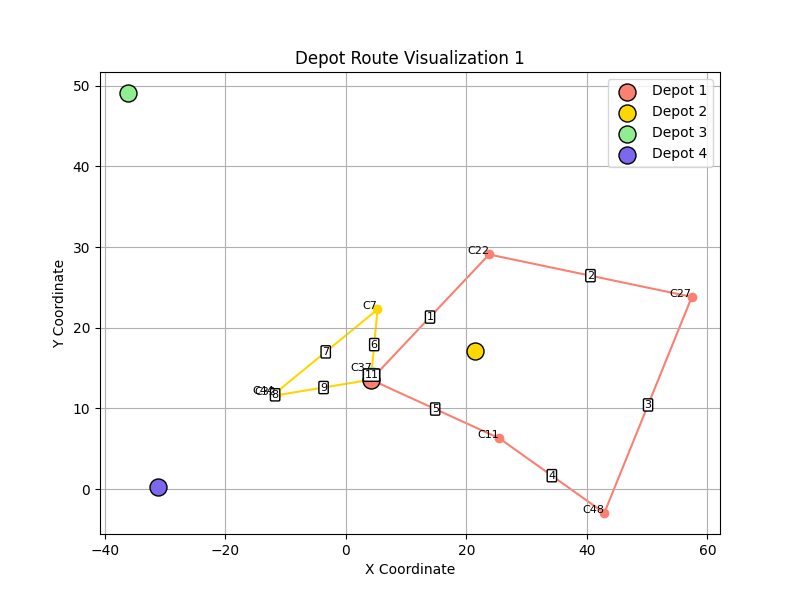 Depot Route Visualization 1
Depot 1
Depot 2
Depot 3
Depot 4
50
40
30
20
10
0
Y Coordinate
C22
2
C27
C7
1
6
7
C37
11
9
8
5
3
C11
4
C48
−40
−20
0
20
40
60
X Coordinate